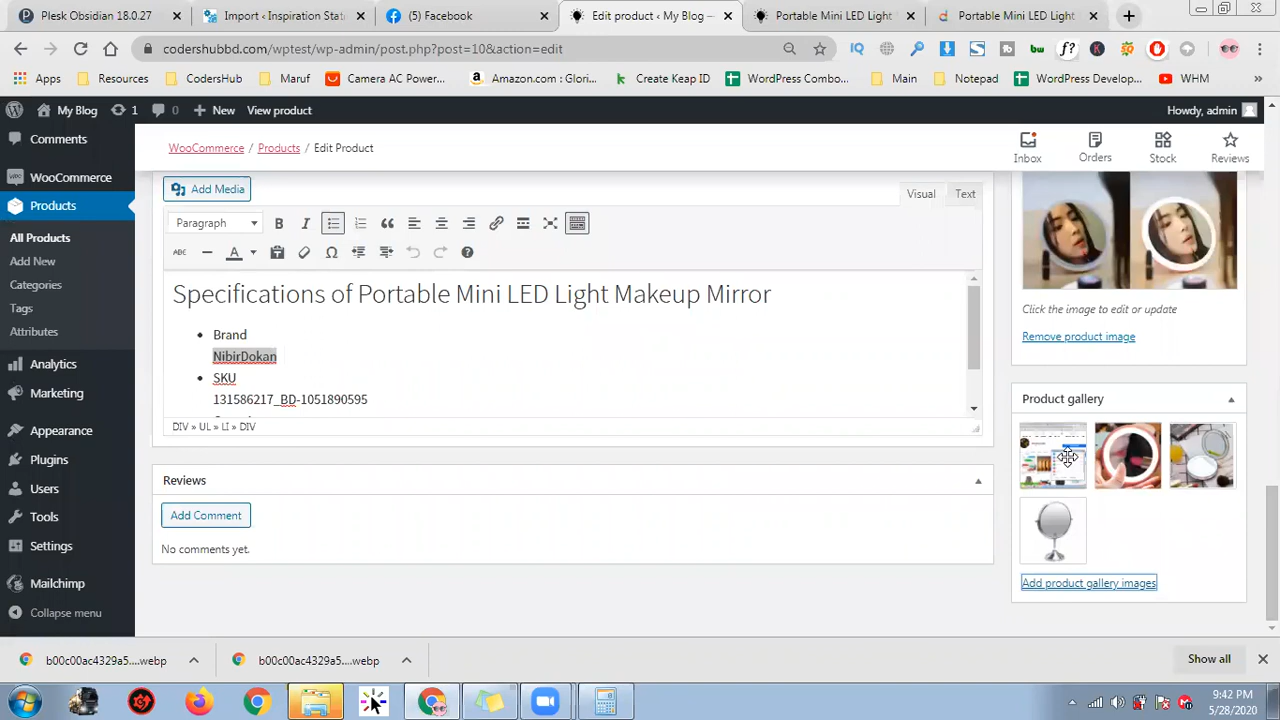 Plesk Obsidian 18.0.27
Import ‹ Inspiration Stati
(5) Facebook
Edit product ‹ My Blog —
Portable Mini LED Light
Portable Mini LED Light
codershubbd.com/wptest/wp-admin/post.php?post=10&action=edit
Apps
Resources
CodersHub
Maruf
Camera AC Power...
Amazon.com : Glori...
Create Keap ID
WordPress Combo...
Main
Notepad
WordPress Develop...
WHM
My Blog
1
0
New
View product
Howdy, admin
Comments
WooCommerce
Products
All Products
Add New
Categories
Tags
Attributes
Analytics
Marketing
Appearance
Plugins
Users
Tools
Settings
Mailchimp
Collapse menu
WooCommerce / Products / Edit Product
Inbox
Orders
Stock
Reviews
Add Media
Visual
Text
Paragraph
Specifications of Portable Mini LED Light Makeup Mirror
Brand
NibirDokan
SKU
131586217_BD-1051890595
DIV » UL » LI » DIV
Reviews
Add Comment
No comments yet.
Click the image to edit or update
Remove product image
Product gallery
Add product gallery images
b00c00ac4329a5....webp
b00c00ac4329a5....webp
Show all
9:42 PM
5/28/2020